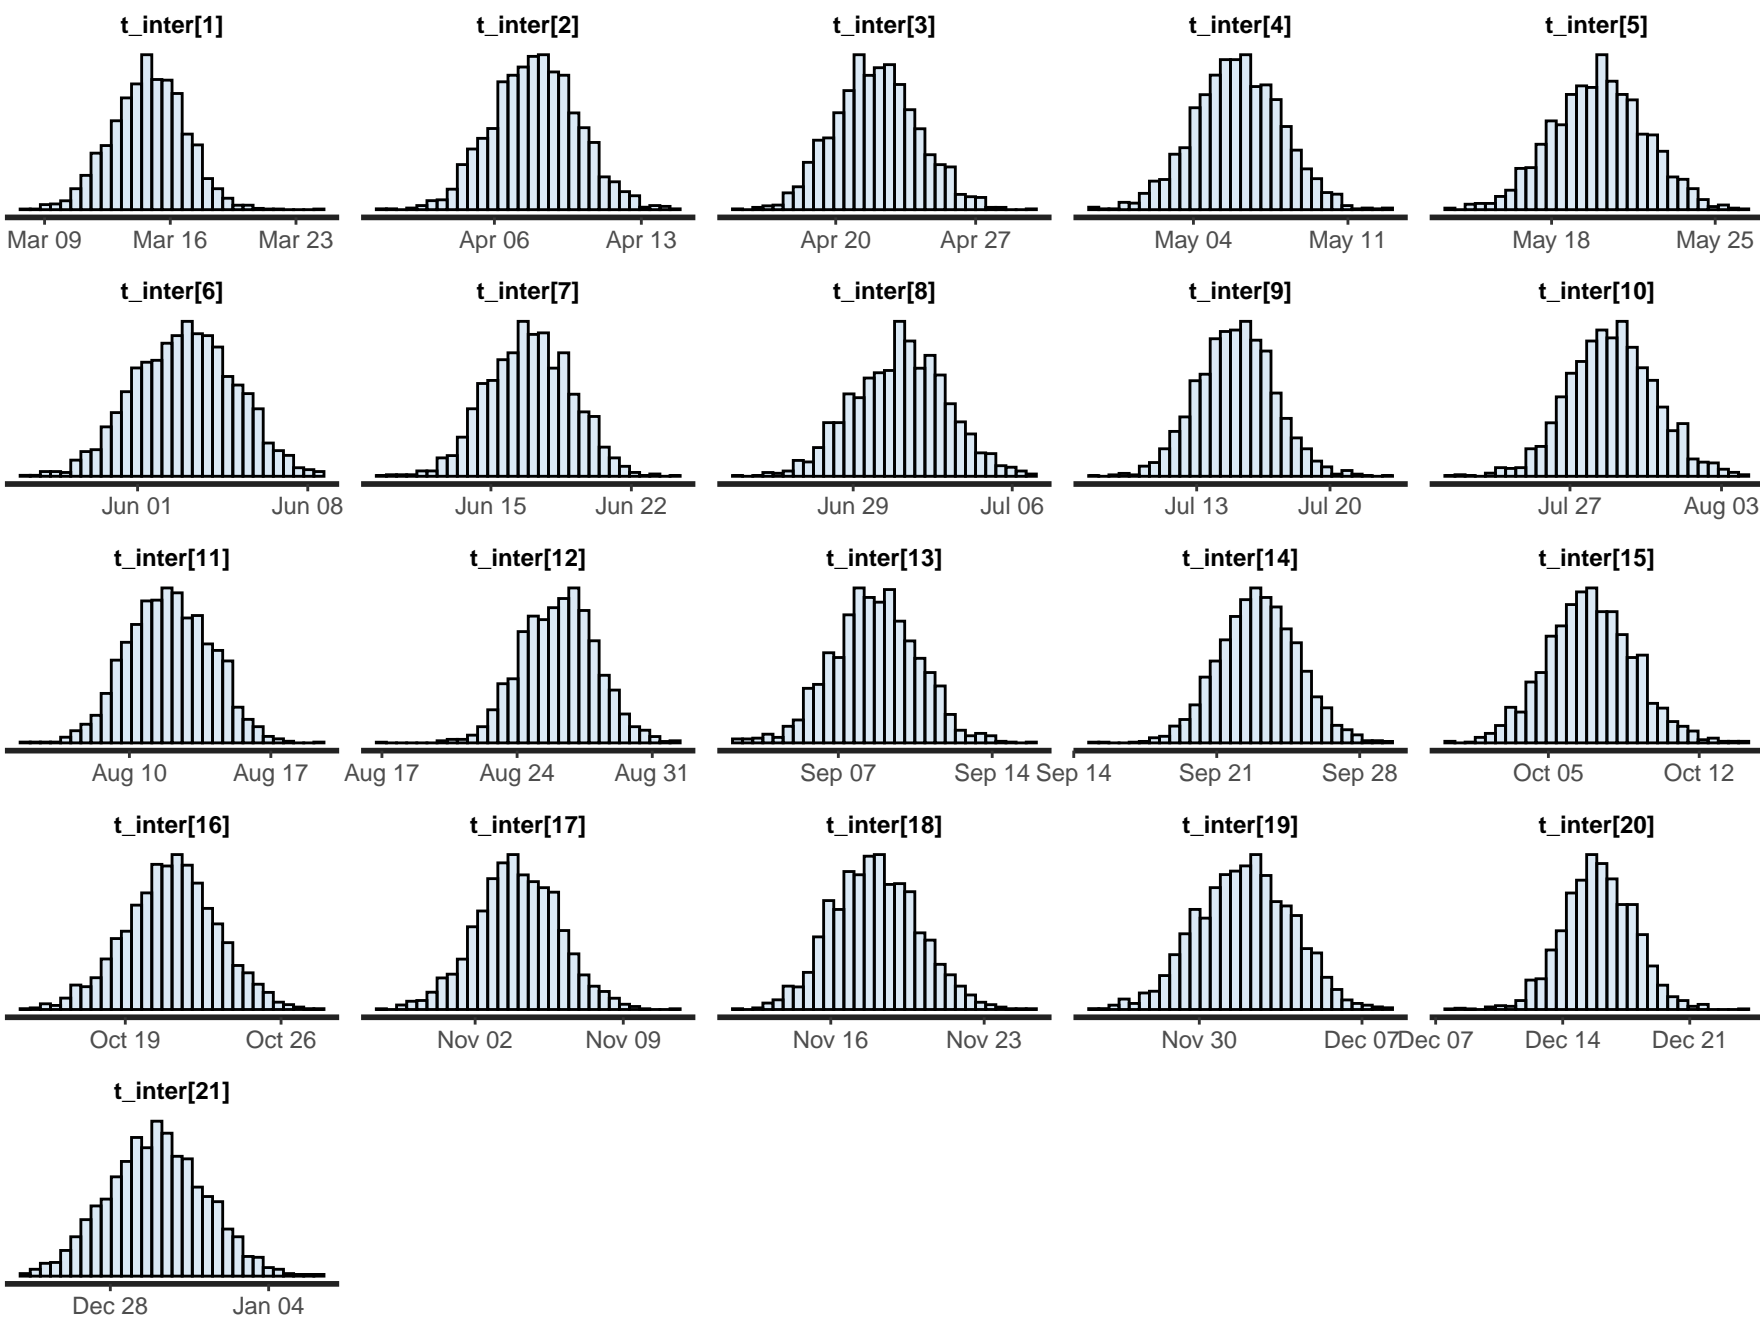 t_inter[1] t_inter[2] t_inter[3] t_inter[4] t_inter[5]
Mar 09 Mar 16 Mar 23 Apr 06 Apr 13 Apr 20 Apr 27 May 04 May 11 May 18 May 25
t_inter[6] t_inter[7] t_inter[8] t_inter[9] t_inter[10]
Jun 01 Jun 08 Jun 15 Jun 22 Jun 29 Jul 06 Jul 13 Jul 20 Jul 27 Aug 03
t_inter[11] t_inter[12] t_inter[13] t_inter[14] t_inter[15]
Aug 10 Aug 17 Aug 17 Aug 24 Aug 31 Sep 07 Sep 14 Sep 14 Sep 21 Sep 28 Oct 05 Oct 12
t_inter[16] t_inter[17] t_inter[18] t_inter[19] t_inter[20]
Oct 19 Oct 26 Nov 02 Nov 09 Nov 16 Nov 23 Nov 30 Dec 07 Dec 07 Dec 14 Dec 21
t_inter[21]
Dec 28 Jan 04